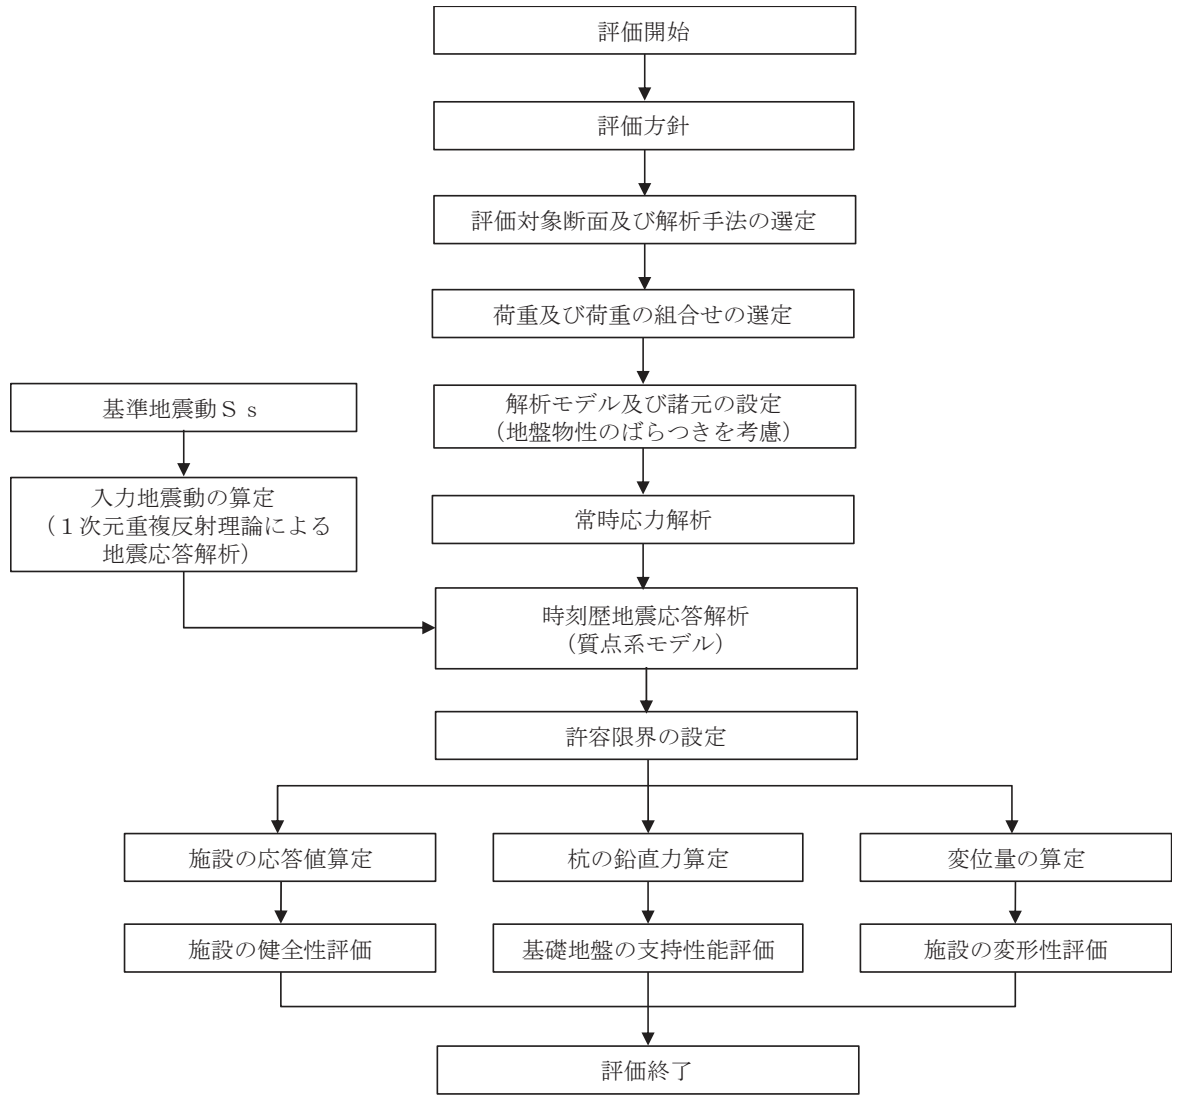 評価開始
評価方針
評価対象断面及び解析手法の選定
荷重及び荷重の組合せの選定
解析モデル及び諸元の設定
（地盤物性のばらつきを考慮）
基準地震動Ｓｓ
入力地震動の算定
（１次元重複反射理論による
地震応答解析）
常時応力解析
時刻歴地震応答解析
（質点系モデル）
許容限界の設定
施設の応答値算定
杭の鉛直力算定
変位量の算定
施設の健全性評価
基礎地盤の支持性能評価
施設の変形性評価
評価終了